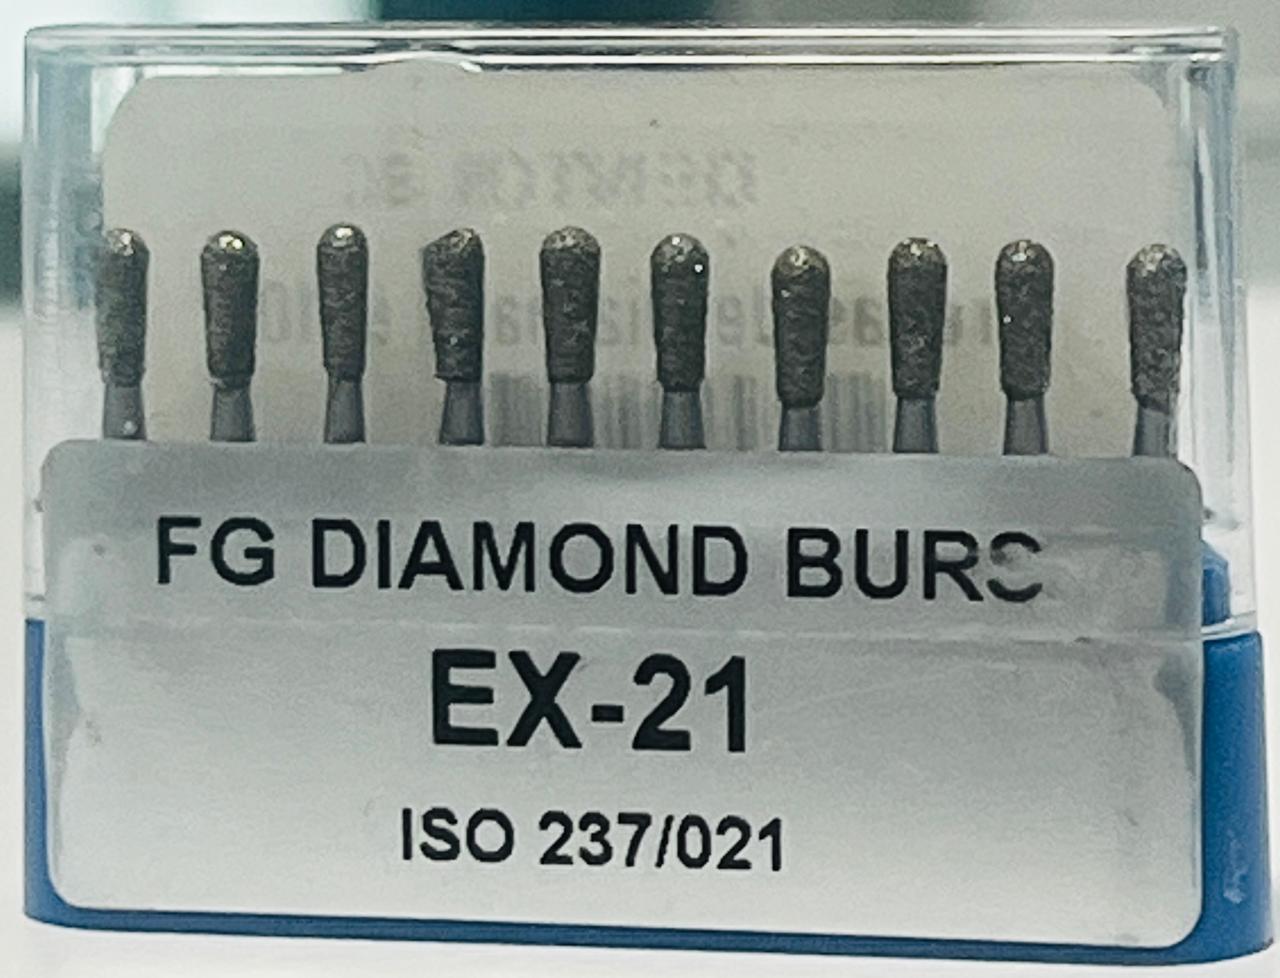 FG DIAMOND BURS
EX-21
ISO 237/021